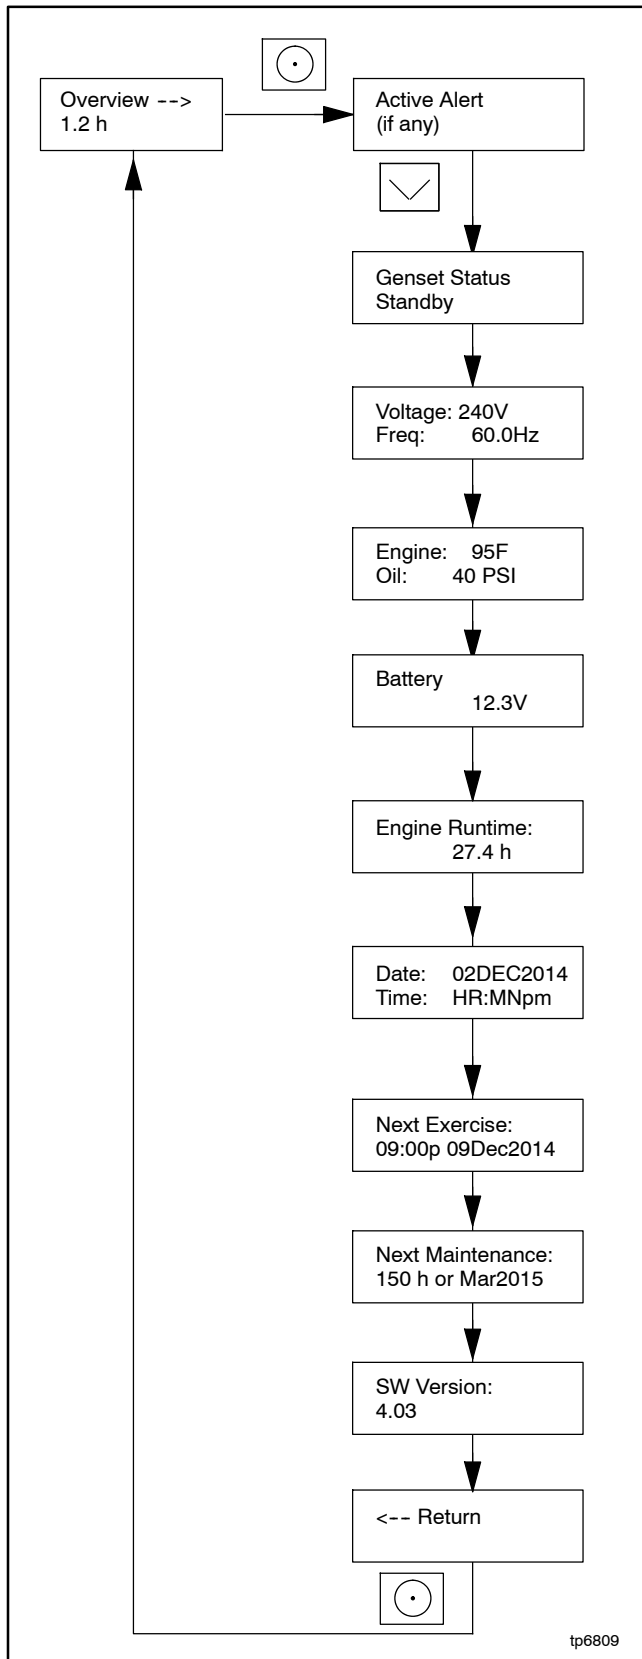 Overview -->
1.2 h
Active Alert
(if any)
Genset Status
Standby
Voltage: 240V
Freq: 60.0Hz
Engine: 95F
Oil: 40 PSI
Battery
12.3V
Engine Runtime:
27.4 h
Date: 02DEC2014
Time: HR:MNpm
Next Exercise:
09:00p 09Dec2014
Next Maintenance:
150 h or Mar2015
SW Version:
4.03
<-- Return
tp6809